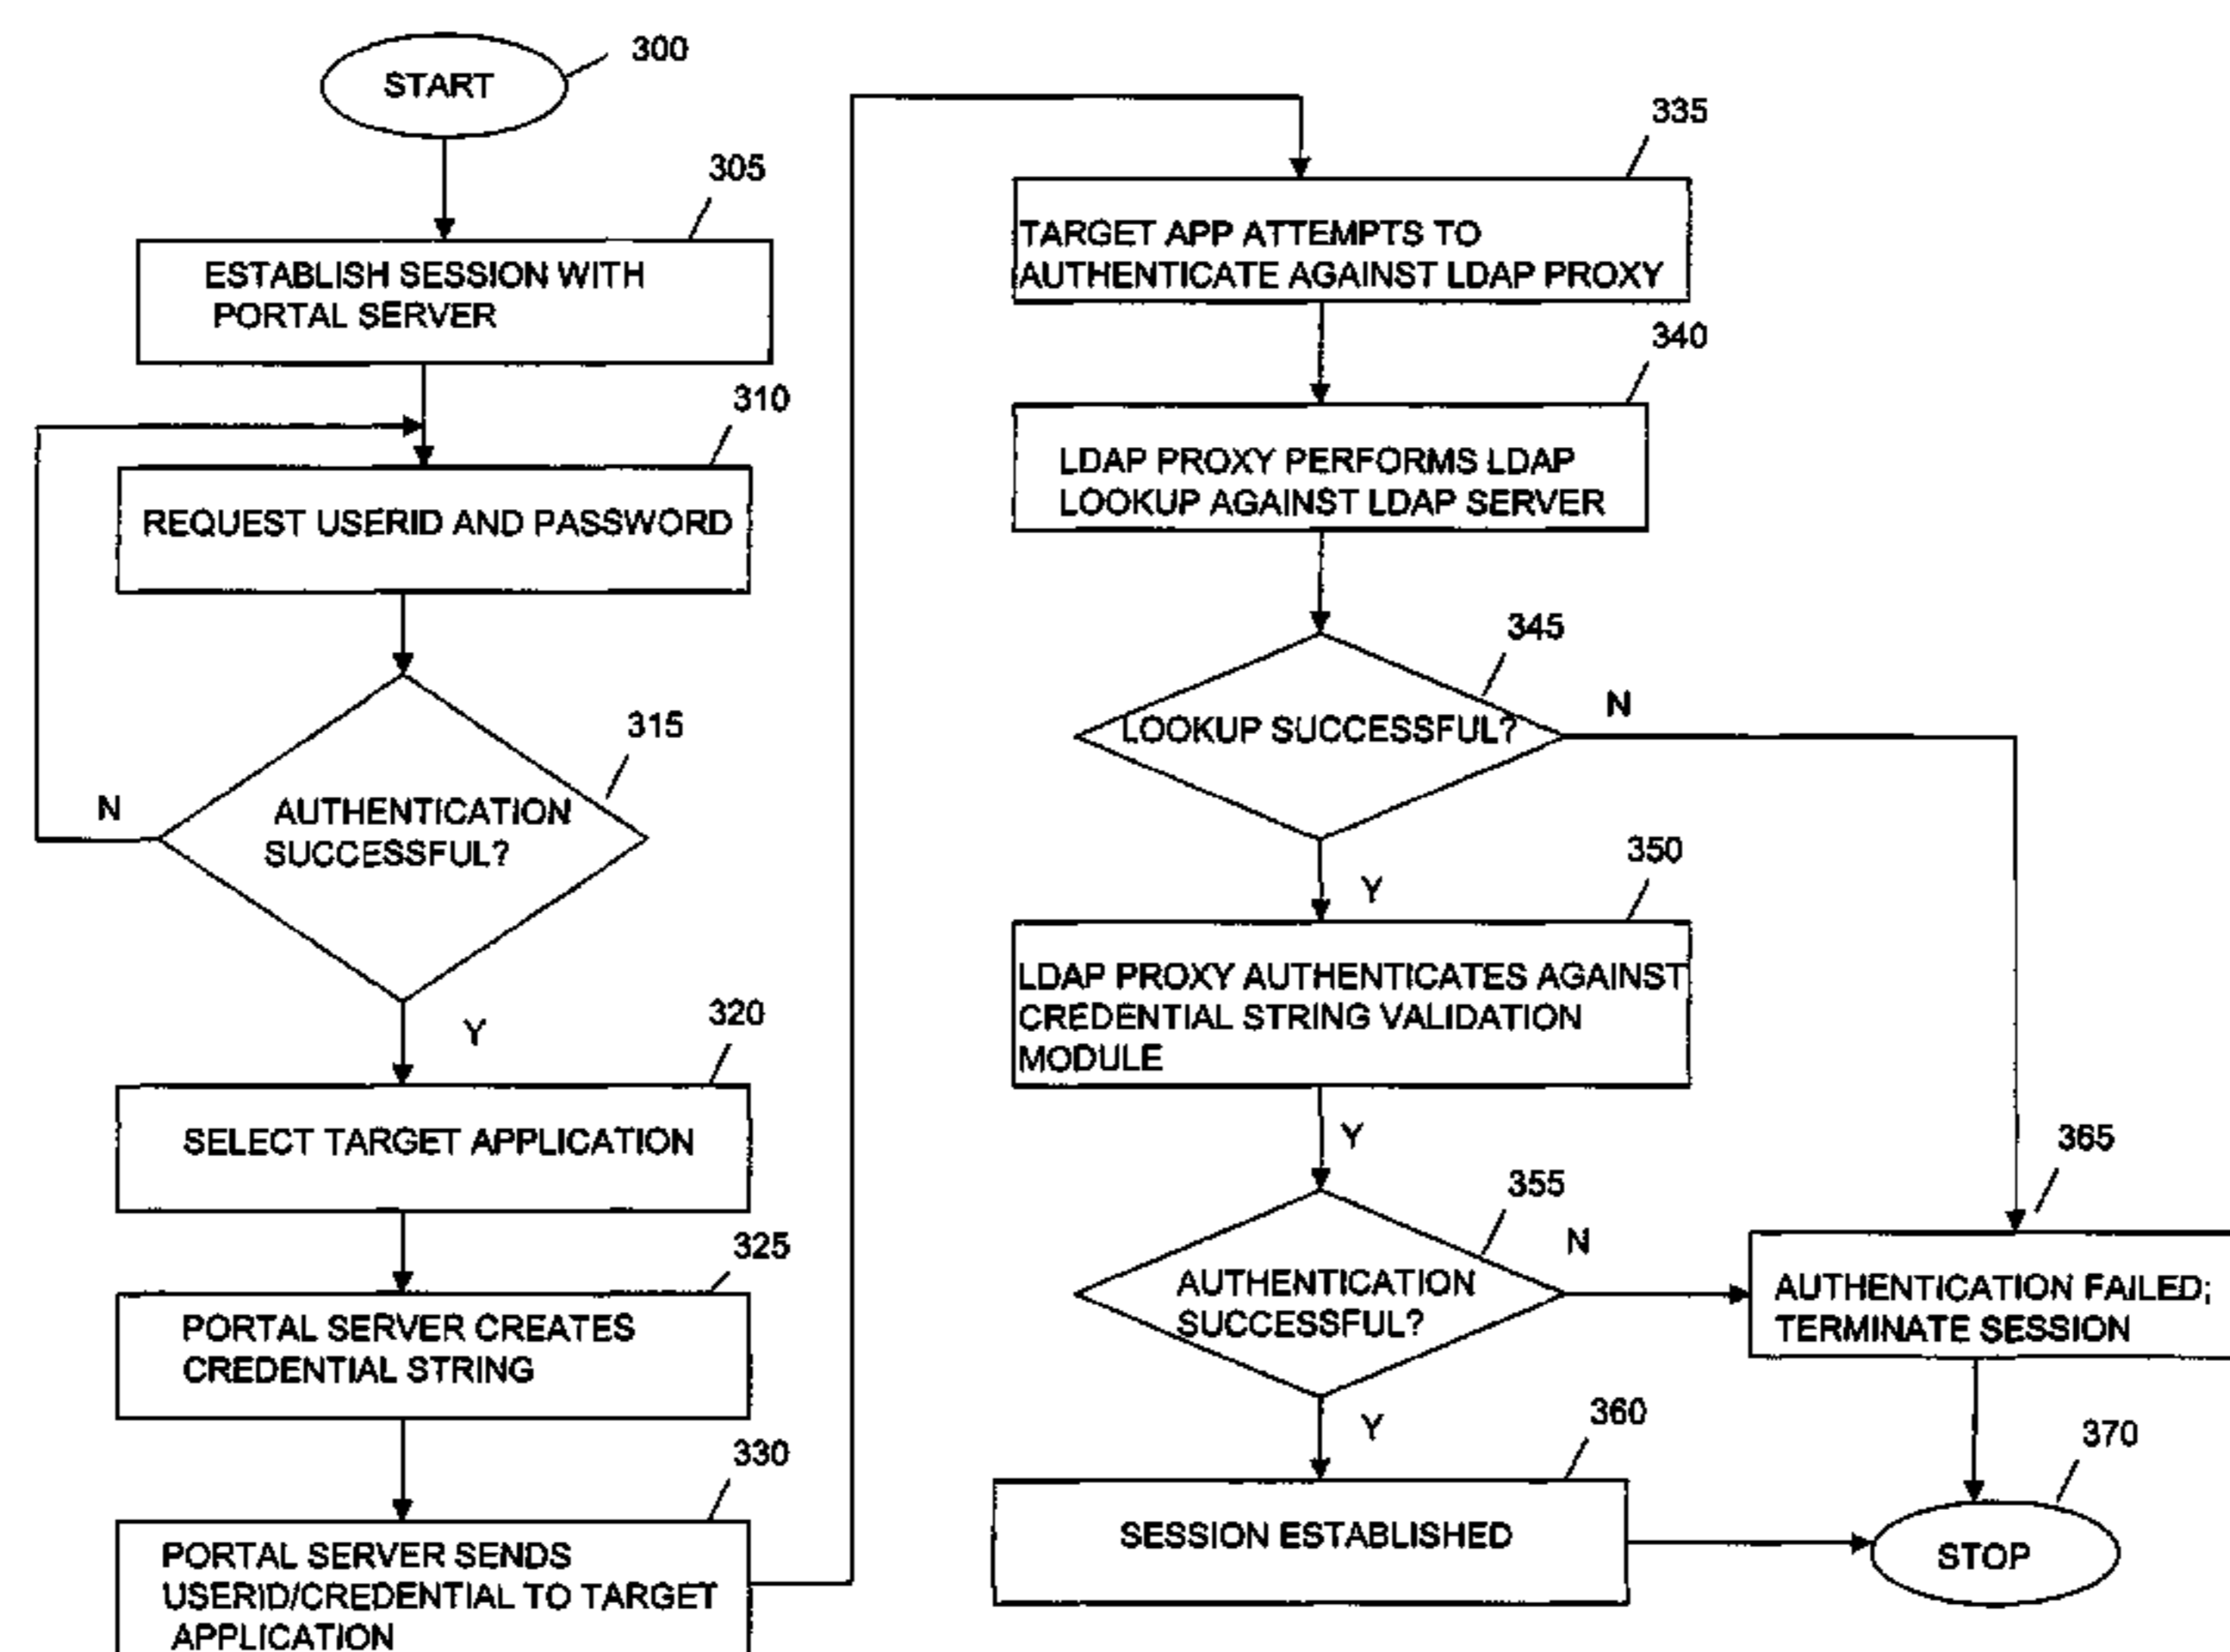 START
300
305
ESTABLISH SESSION WITH
PORTAL SERVER
310
REQUEST USERID AND PASSWORD
315
N
AUTHENTICATION
SUCCESSFUL?
Y
320
SELECT TARGET APPLICATION
325
PORTAL SERVER CREATES
CREDENTIAL STRING
330
PORTAL SERVER SENDS
USERID/CREDENTIAL TO TARGET
APPLICATION
335
TARGET APP ATTEMPTS TO
AUTHENTICATE AGAINST LDAP PROXY
340
LDAP PROXY PERFORMS LDAP
LOOKUP AGAINST LDAP SERVER
345
LOOKUP SUCCESSFUL?
N
Y
350
LDAP PROXY AUTHENTICATES AGAINST
CREDENTIAL STRING VALIDATION
MODULE
Y
355
AUTHENTICATION
SUCCESSFUL?
N
365
AUTHENTICATION FAILED;
TERMINATE SESSION
Y
360
SESSION ESTABLISHED
370
STOP